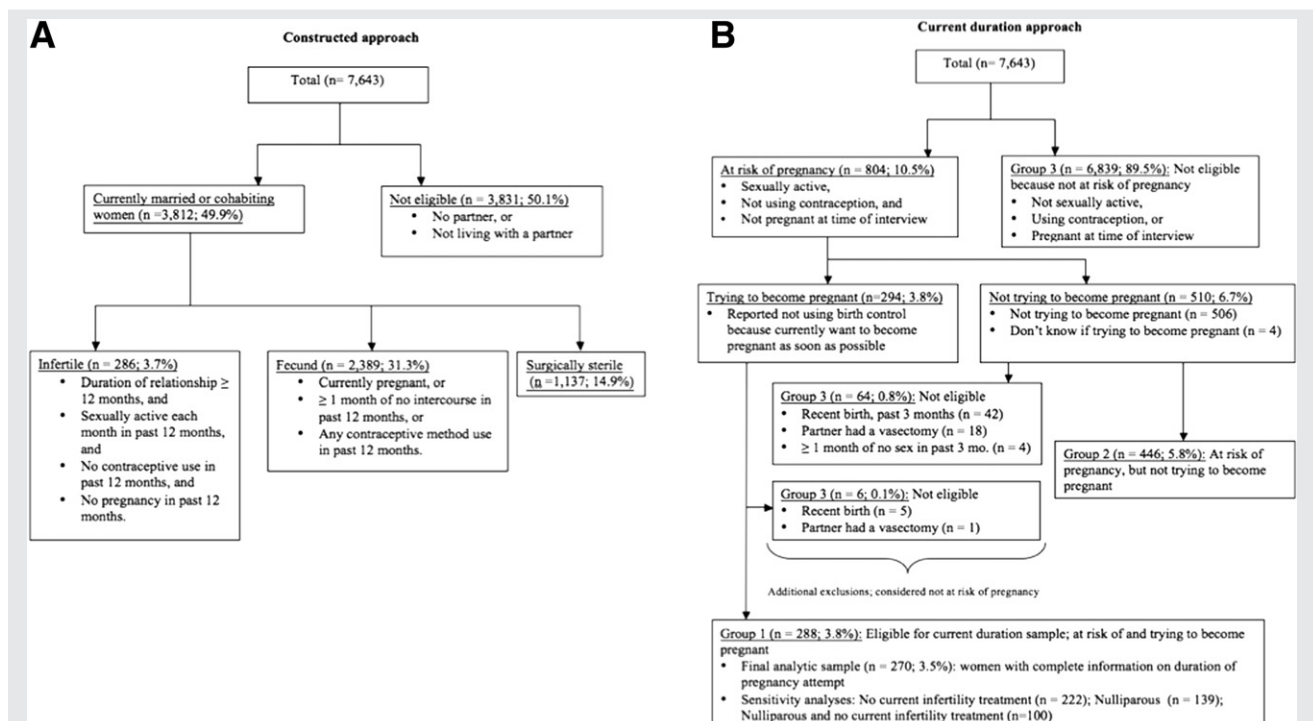 A
Constructed approach
Total (n= 7,643)
Currently married or cohabiting
women (n =3,812; 49.9%)
Not eligible (n = 3,831; 50.1%)
• No partner, or
• Not living with a partner
Infertile (n = 286; 3.7%)
• Duration of relationship ≥
12 months, and
• Sexually active each
month in past 12 months,
and
• No contraceptive use in
past 12 months, and
• No pregnancy in past 12
months.
Fecund (n = 2,389; 31.3%)
• Currently pregnant, or
• ≥ 1 month of no intercourse in
past 12 months, or
• Any contraceptive method use
in past 12 months.
Surgically sterile
(n =1,137; 14.9%)
B
Current duration approach
Total (n= 7,643)
At risk of pregnancy (n = 804; 10.5%)
• Sexually active,
• Not using contraception, and
• Not pregnant at time of interview
Group 3 (n = 6,839; 89.5%): Not eligible
because not at risk of pregnancy
• Not sexually active,
• Using contraception, or
• Pregnant at time of interview
Trying to become pregnant (n=294; 3.8%)
• Reported not using birth control
because currently want to become
pregnant as soon as possible
Not trying to become pregnant (n = 510; 6.7%)
• Not trying to become pregnant (n = 506)
• Don't know if trying to become pregnant (n = 4)
Group 3 (n = 64; 0.8%): Not eligible
• Recent birth, past 3 months (n = 42)
• Partner had a vasectomy (n = 18)
• ≥ 1 month of no sex in past 3 mo. (n = 4)
Group 2 (n = 446; 5.8%): At risk of
pregnancy, but not trying to become
pregnant
Group 3 (n = 6; 0.1%): Not eligible
• Recent birth (n = 5)
• Partner had a vasectomy (n = 1)
Additional exclusions; considered not at risk of pregnancy
Group 1 (n = 288; 3.8%): Eligible for current duration sample; at risk of and trying to become
pregnant
• Final analytic sample (n = 270; 3.5%): women with complete information on duration of
pregnancy attempt
• Sensitivity analyses: No current infertility treatment (n = 222); Nulliparous (n = 139);
Nulliparous and no current infertility treatment (n=100)